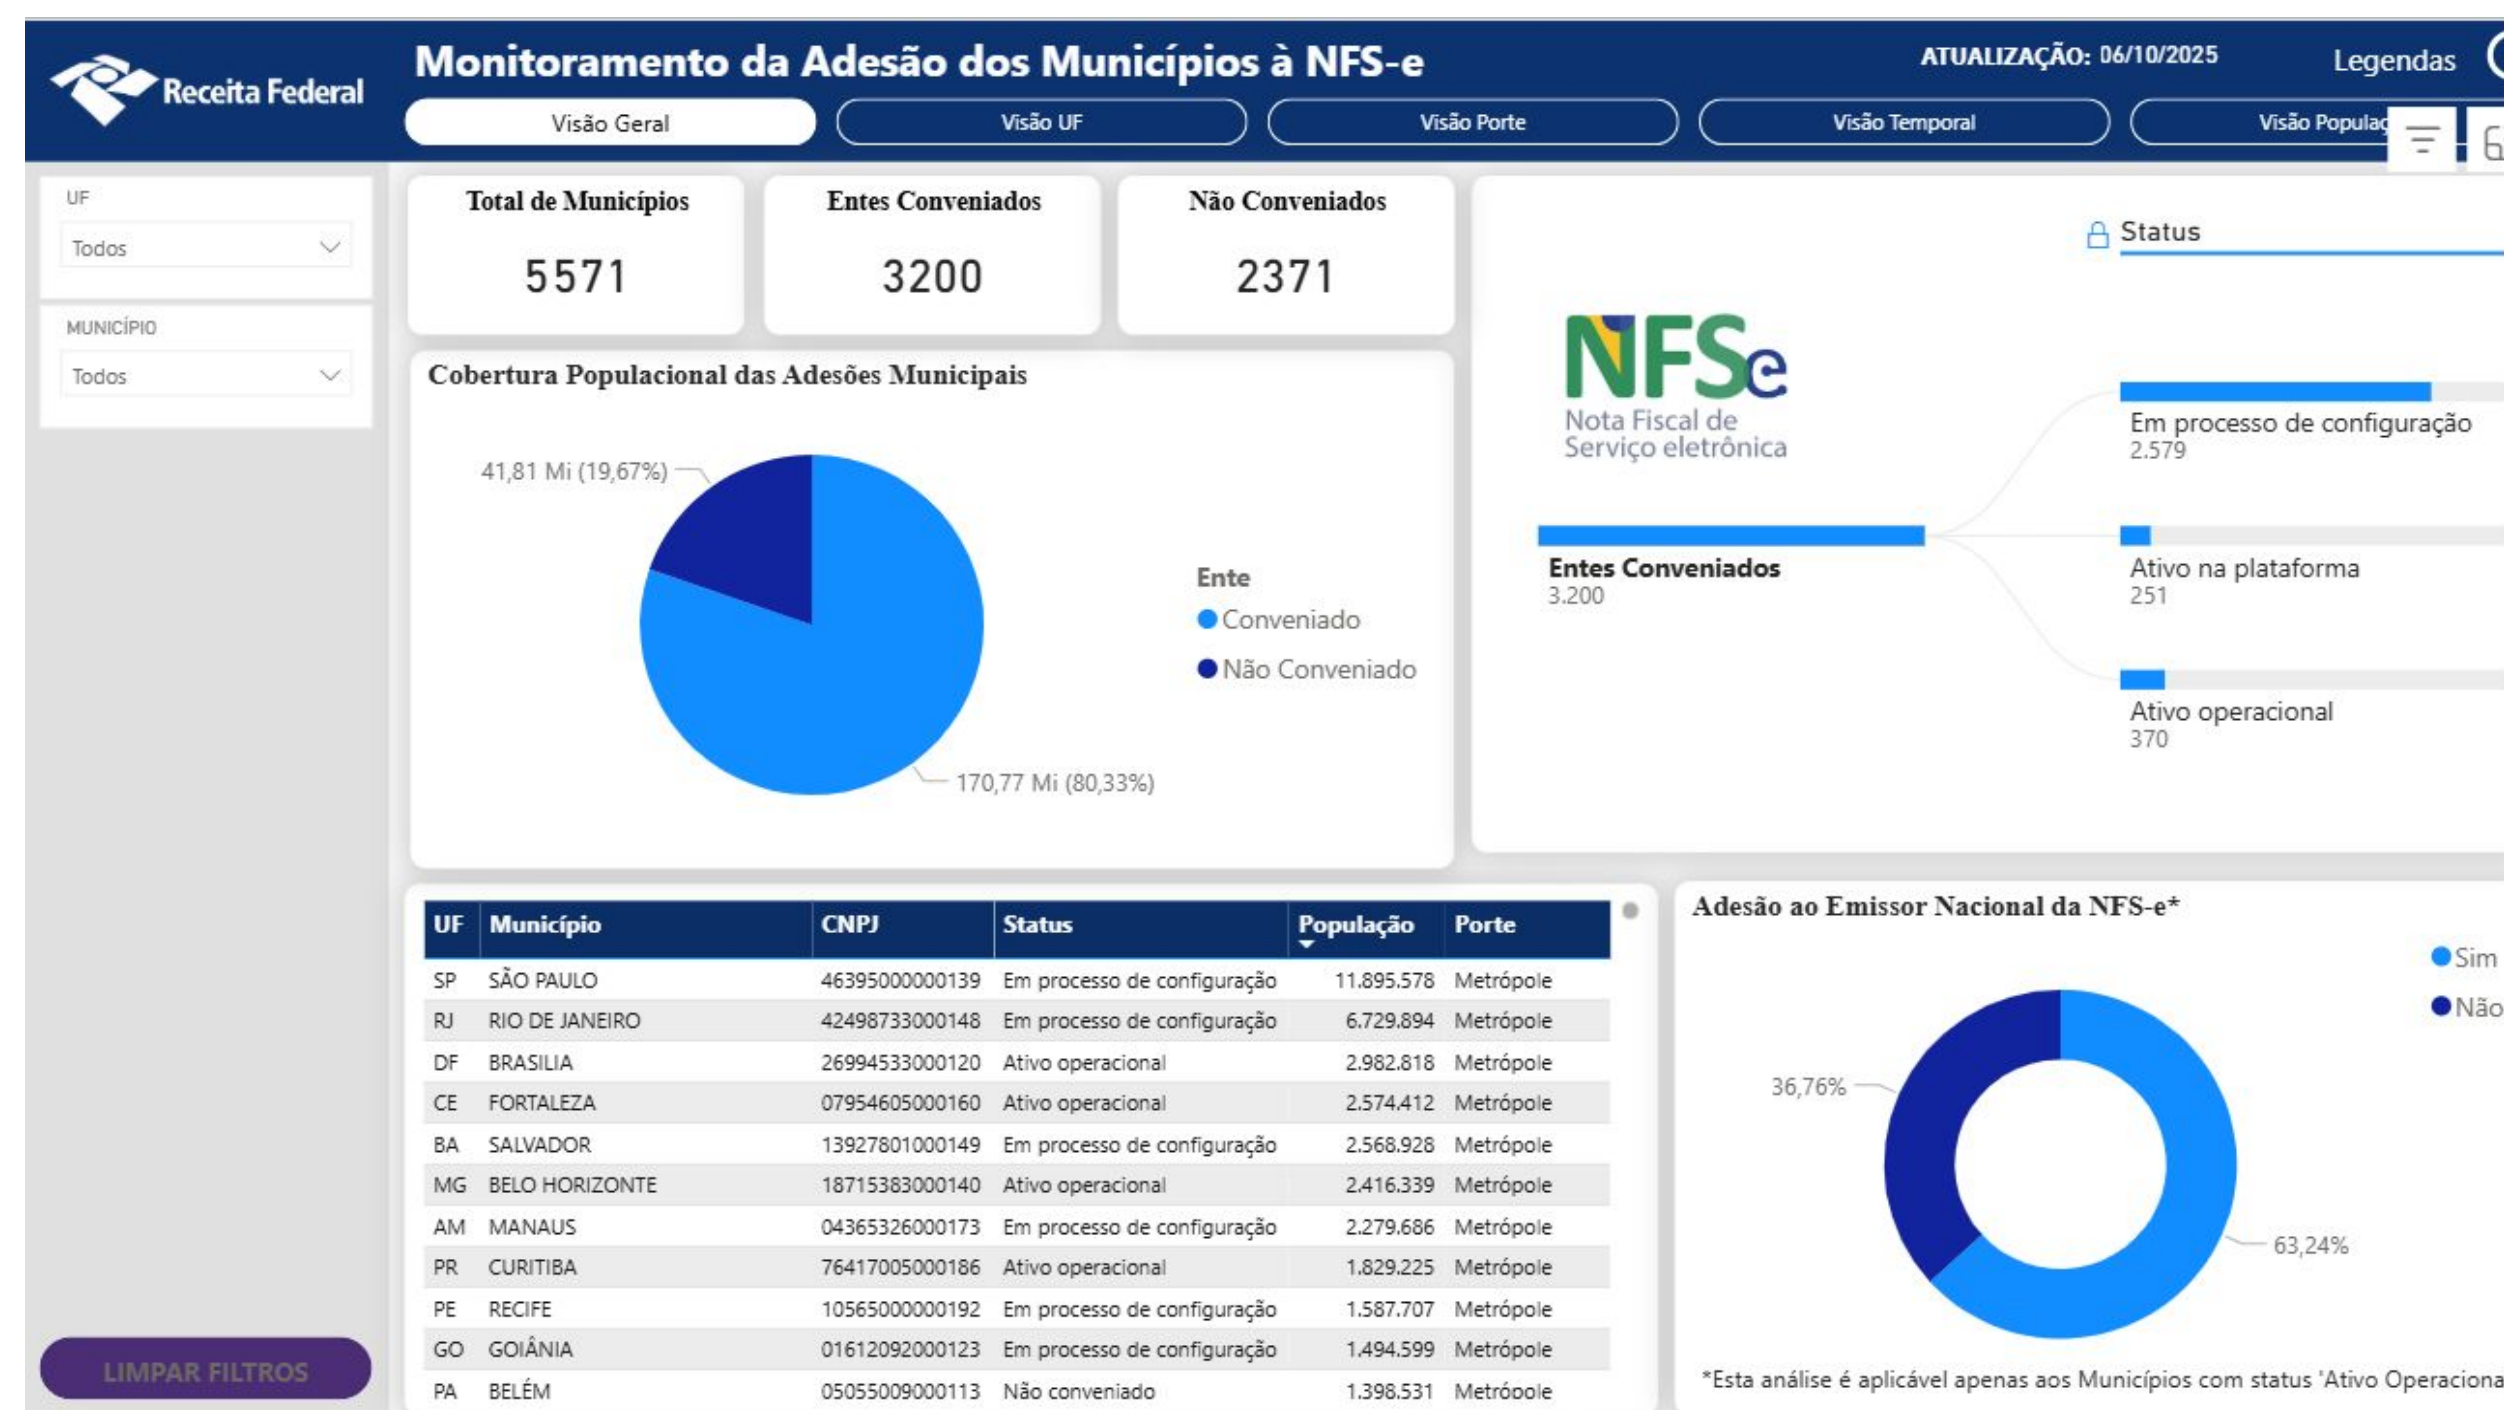 Receita Federal
Monitoramento da Adesão dos Municípios à NFS-e
ATUALIZAÇÃO: 06/10/2025
Legendas
Visão Geral
Visão UF
Visão Porte
Visão Temporal
Visão Populaç
UF
Todos
MUNICÍPIO
Todos
LIMPAR FILTROS
Total de Municípios
5571
Entes Conveniados
3200
Não Conveniados
2371
Cobertura Populacional das Adesões Municipais
41,81 Mi (19,67%)
170,77 Mi (80,33%)
Ente
Conveniado
Não Conveniado
Status
NFSe
Nota Fiscal de
Serviço eletrônica
Entes Conveniados
3.200
Em processo de configuração
2.579
Ativo na plataforma
251
Ativo operacional
370
UF Município CNPJ Status População Porte
SP SÃO PAULO 46395000000139 Em processo de configuração 11.895.578 Metrópole
RJ RIO DE JANEIRO 42498733000148 Em processo de configuração 6.729.894 Metrópole
DF BRASILIA 26994533000120 Ativo operacional 2.982.818 Metrópole
CE FORTALEZA 07954605000160 Ativo operacional 2.574.412 Metrópole
BA SALVADOR 13927801000149 Em processo de configuração 2.568.928 Metrópole
MG BELO HORIZONTE 18715383000140 Ativo operacional 2.416.339 Metrópole
AM MANAUS 04365326000173 Em processo de configuração 2.279.686 Metrópole
PR CURITIBA 76417005000186 Ativo operacional 1.829.225 Metrópole
PE RECIFE 10565000000192 Em processo de configuração 1.587.707 Metrópole
GO GOIÂNIA 01612092000123 Em processo de configuração 1.494.599 Metrópole
PA BELÉM 05055009000113 Não conveniado 1.398.531 Metrópole
Adesão ao Emissor Nacional da NFS-e*
Sim
Não
36,76%
63,24%
*Esta análise é aplicável apenas aos Municípios com status 'Ativo Operaciona